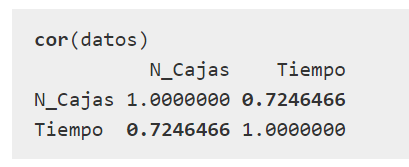 cor(datos)
N_Cajas Tiempo
N_Cajas 1.0000000 0.7246466
Tiempo 0.7246466 1.0000000